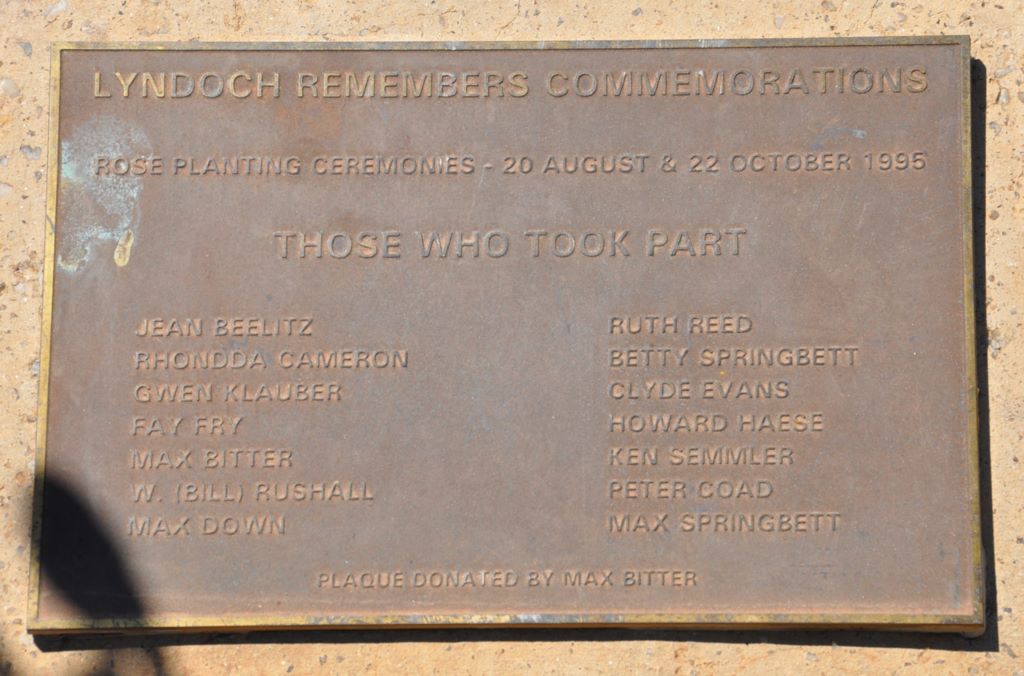 LYNDOCH REMEMBERS COMMEMORATIONS
ROSE PLANTING CEREMONIES - 20 AUGUST & 22 OCTOBER 1995
THOSE WHO TOOK PART
JEAN BEELITZ
RHONDDA CAMERON
GWEN KLAUBER
FAY FRY
MAX BITTER
W. (BILL) RUSHALL
MAX DOWN
RUTH REED
BETTY SPRINGBETT
CLYDE EVANS
HOWARD HAESE
KEN SEMMLER
PETER COAD
MAX SPRINGBETT
PLAQUE DONATED BY MAX BITTER